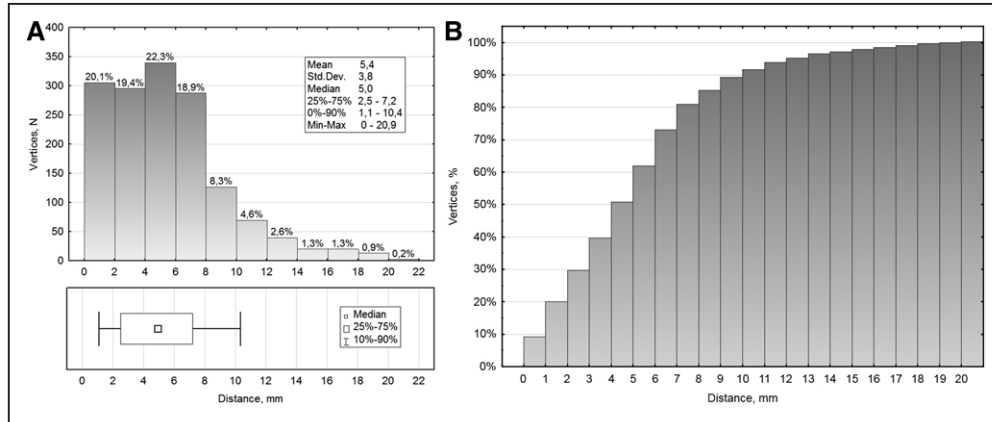 A
400
350
300
250
200
150
100
50
0
Vertices, N
20,1%
19,4%
22,3%
18,9%
8,3%
4,6%
2,6%
1,3%
1,3%
0,9%
0,2%
Mean 5,4
Std.Dev. 3,8
Median 5,0
25%-75% 2,5 - 7,2
0%-90% 1,1 - 10,4
Min-Max 0 - 20,9
0 2 4 6 8 10 12 14 16 18 20 22
Median
25%-75%
10%-90%
0 2 4 6 8 10 12 14 16 18 20 22
Distance, mm
B
100%
90%
80%
70%
60%
50%
40%
30%
20%
10%
0%
Vertices, %
0 1 2 3 4 5 6 7 8 9 10 11 12 13 14 15 16 17 18 19 20
Distance, mm